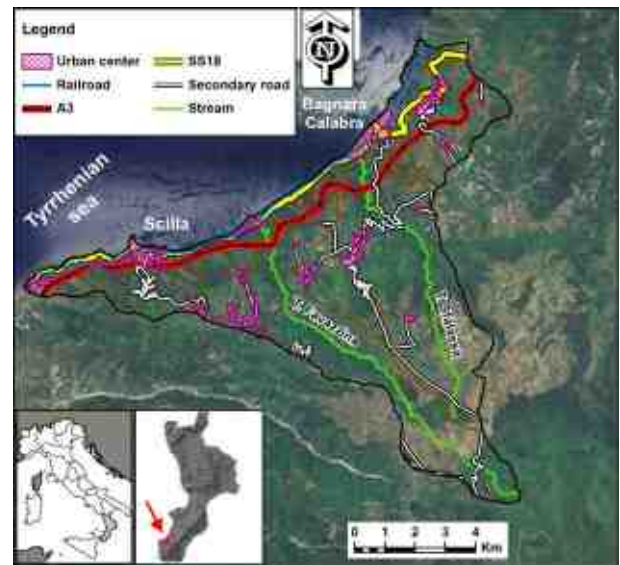 Legend
Urban center
SS18
Railroad
Secondary road
A3
Stream
N
Bagnara
Calabra
Tyrrhenian
sea
Scilla
F. Favazzina
0 1 2 3 4
Km